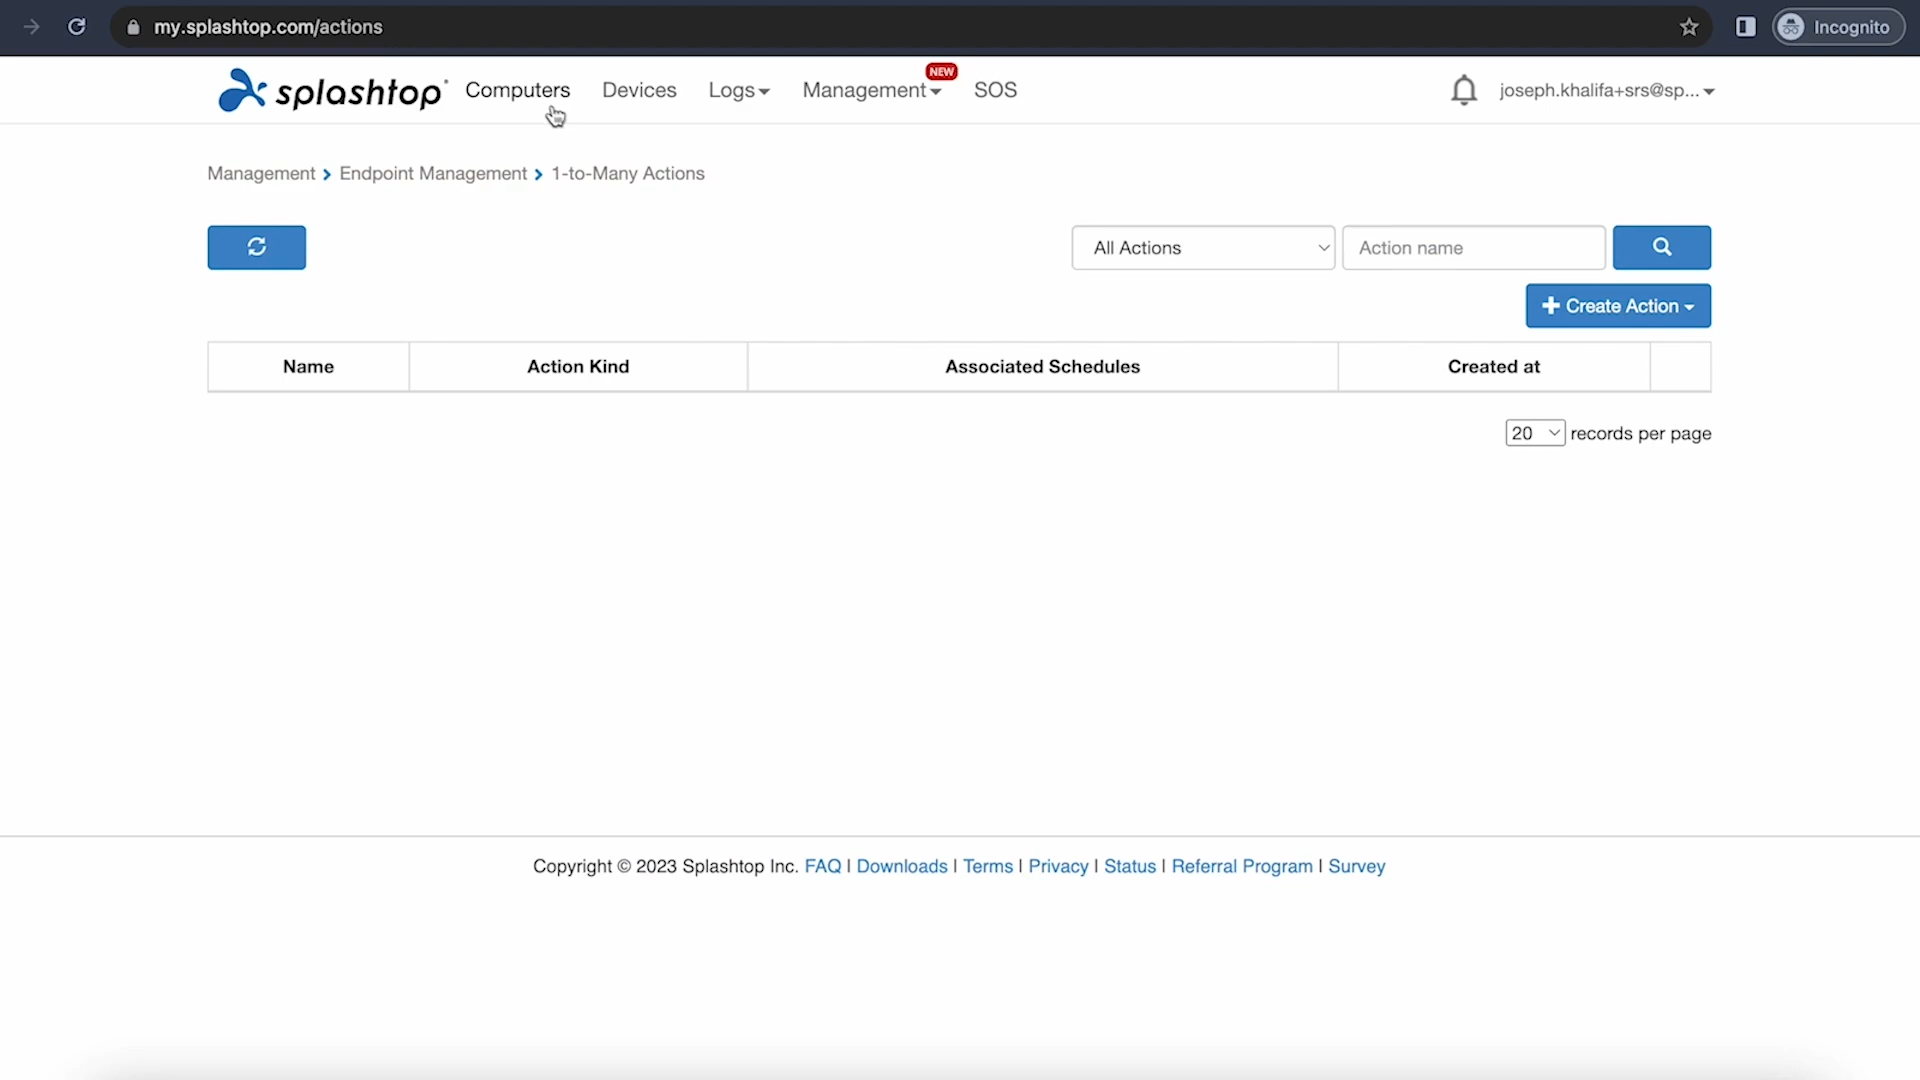 my.splashtop.com/actions
Incognito
splashtop
Computers
Devices
Logs
Management
NEW
SOS
joseph.khalifa+srs@sp...
Management
Endpoint Management
1-to-Many Actions
All Actions
Action name
Create Action
Name
Action Kind
Associated Schedules
Created at
20
records per page
Copyright © 2023 Splashtop Inc. FAQ | Downloads | Terms | Privacy | Status | Referral Program | Survey